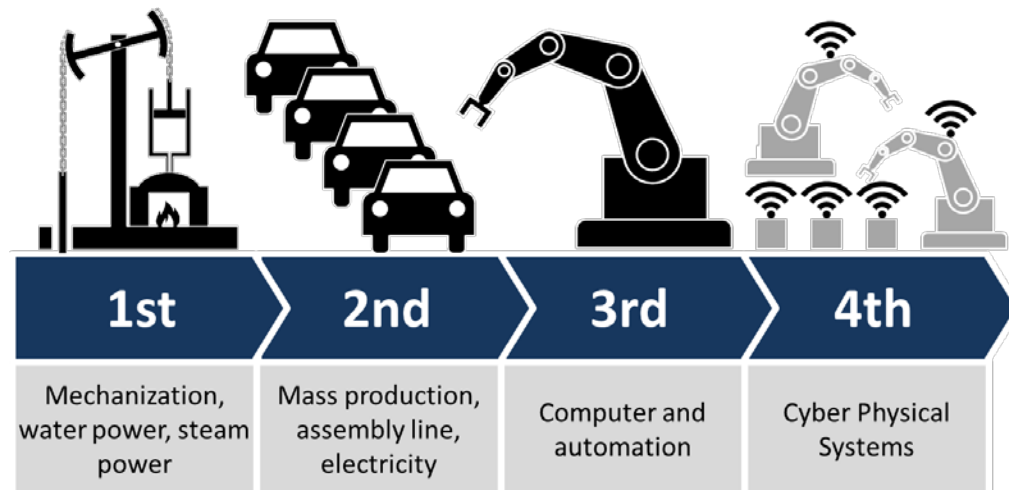 1st
2nd
3rd
4th
Mechanization,
water power, steam
power
Mass production,
assembly line,
electricity
Computer and
automation
Cyber Physical
Systems